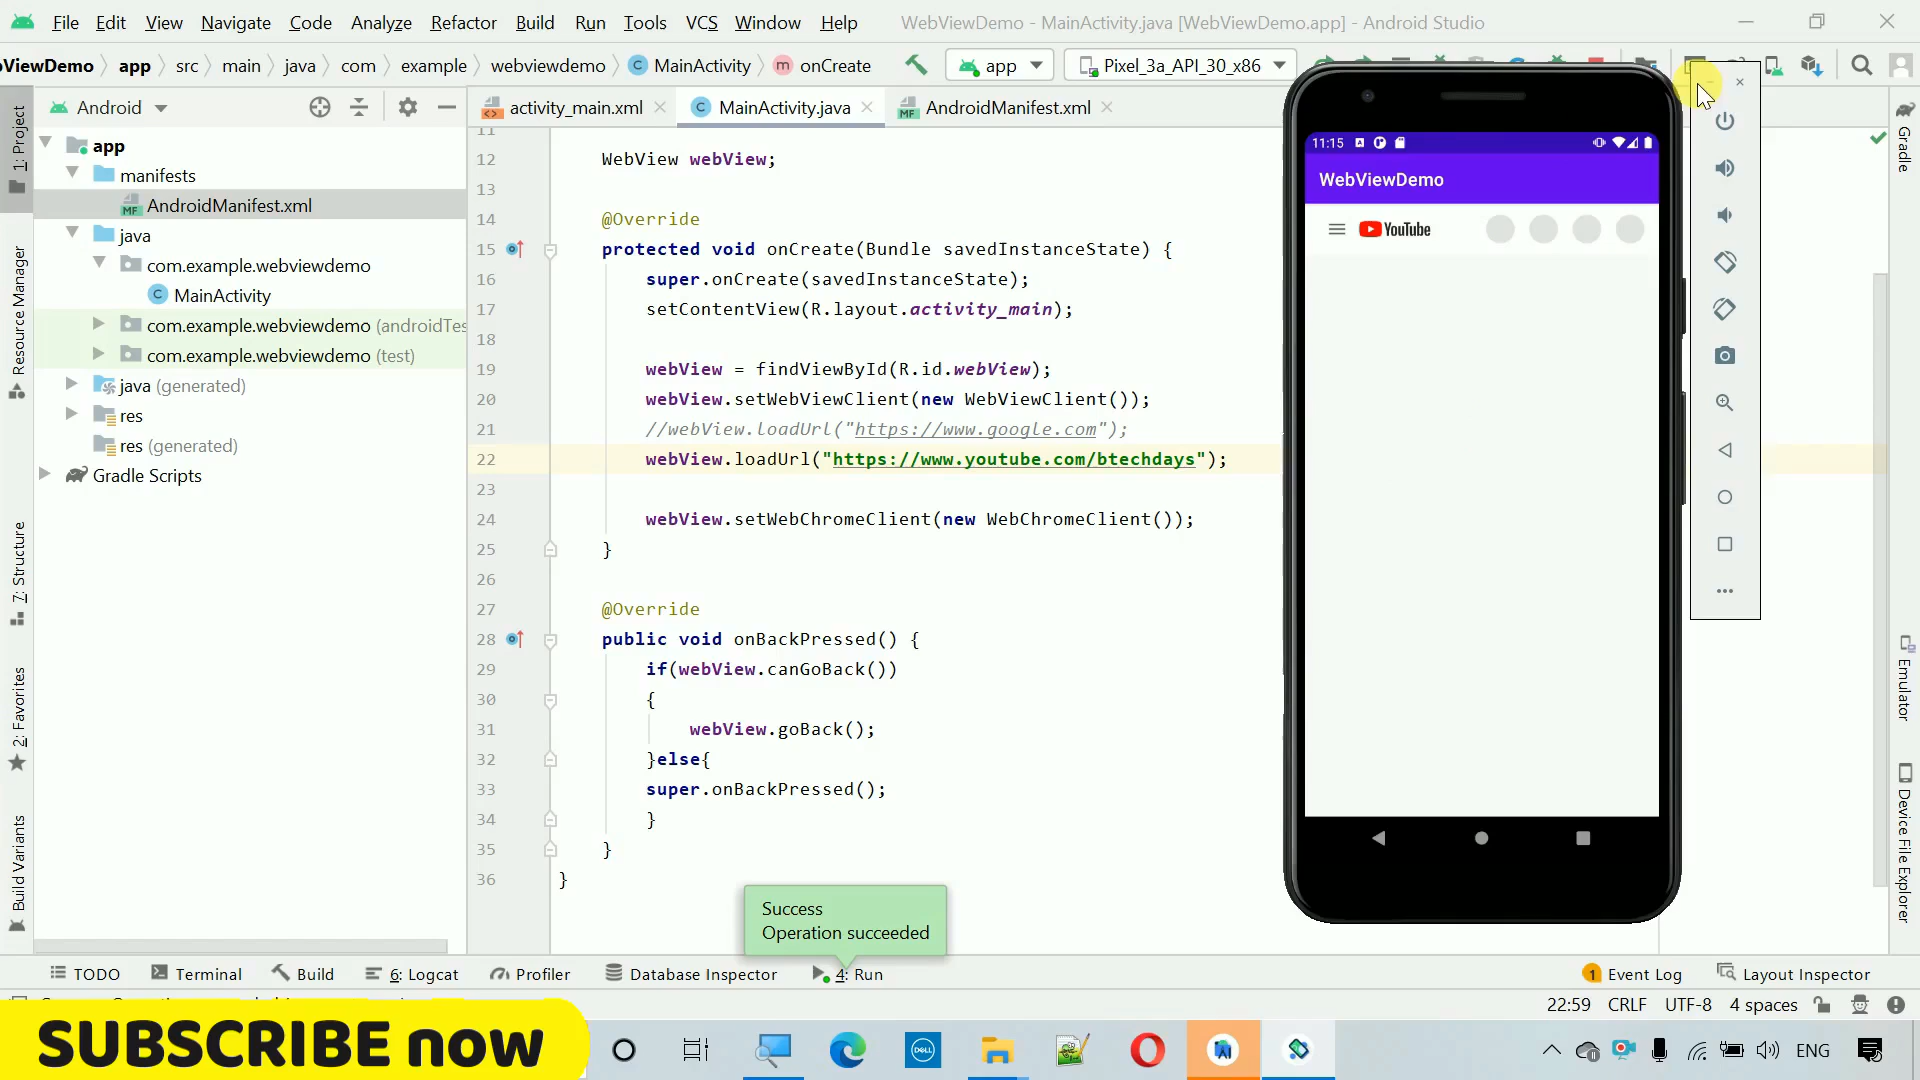 File Edit View Navigate Code Analyze Refactor Build Run Tools VCS Window Help WebViewDemo - MainActivity.java [WebViewDemo.app] - Android Studio
app src main java com example webviewdemo MainActivity onCreate app Pixel_3a_API_30_x86
Android activity_main.xml MainActivity.java AndroidManifest.xml
1: Project
Resource Manager
7: Structure
2: Favorites
Build Variants
app
manifests
AndroidManifest.xml
java
com.example.webviewdemo
MainActivity
com.example.webviewdemo
com.example.webviewdemo (test)
java (generated)
res
res (generated)
Gradle Scripts
11
12 WebView webView;
13
14 @Override
15 protected void onCreate(Bundle savedInstanceState) {
16 super.onCreate(savedInstanceState);
17 setContentView(R.layout.activity_main);
18
19 webView = findViewById(R.id.webView);
20 webView.setWebViewClient(new WebViewClient());
21 //webView.loadUrl("https://www.google.com");
22 webView.loadUrl("https://www.youtube.com/btechdays");
23
24 webView.setWebChromeClient(new WebChromeClient());
25 }
26
27 @Override
28 public void onBackPressed() {
29 if(webView.canGoBack())
30 {
31 webView.goBack();
32 }else{
33 super.onBackPressed();
34 }
35 }
36 }
11:15
WebViewDemo
YouTube
Gradle
Emulator
Device File Explorer
Success
Operation succeeded
TODO Terminal Build 6: Logcat Profiler Database Inspector 4: Run 1 Event Log Layout Inspector
22:59 CRLF UTF-8 4 spaces
SUBSCRIBE now
DELL
ENG